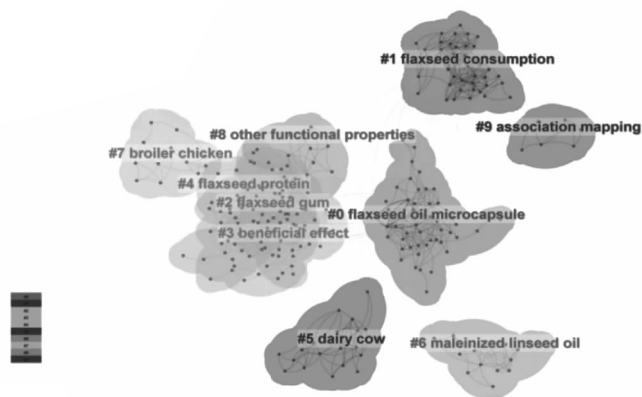 #1 flaxseed consumption
#9 association mapping
#8 other functional properties
#7 broiler chicken
#4 flaxseed protein
#2 flaxseed gum
#0 flaxseed oil microcapsule
#3 beneficial effect
#5 dairy cow
#6 maleinized linseed oil